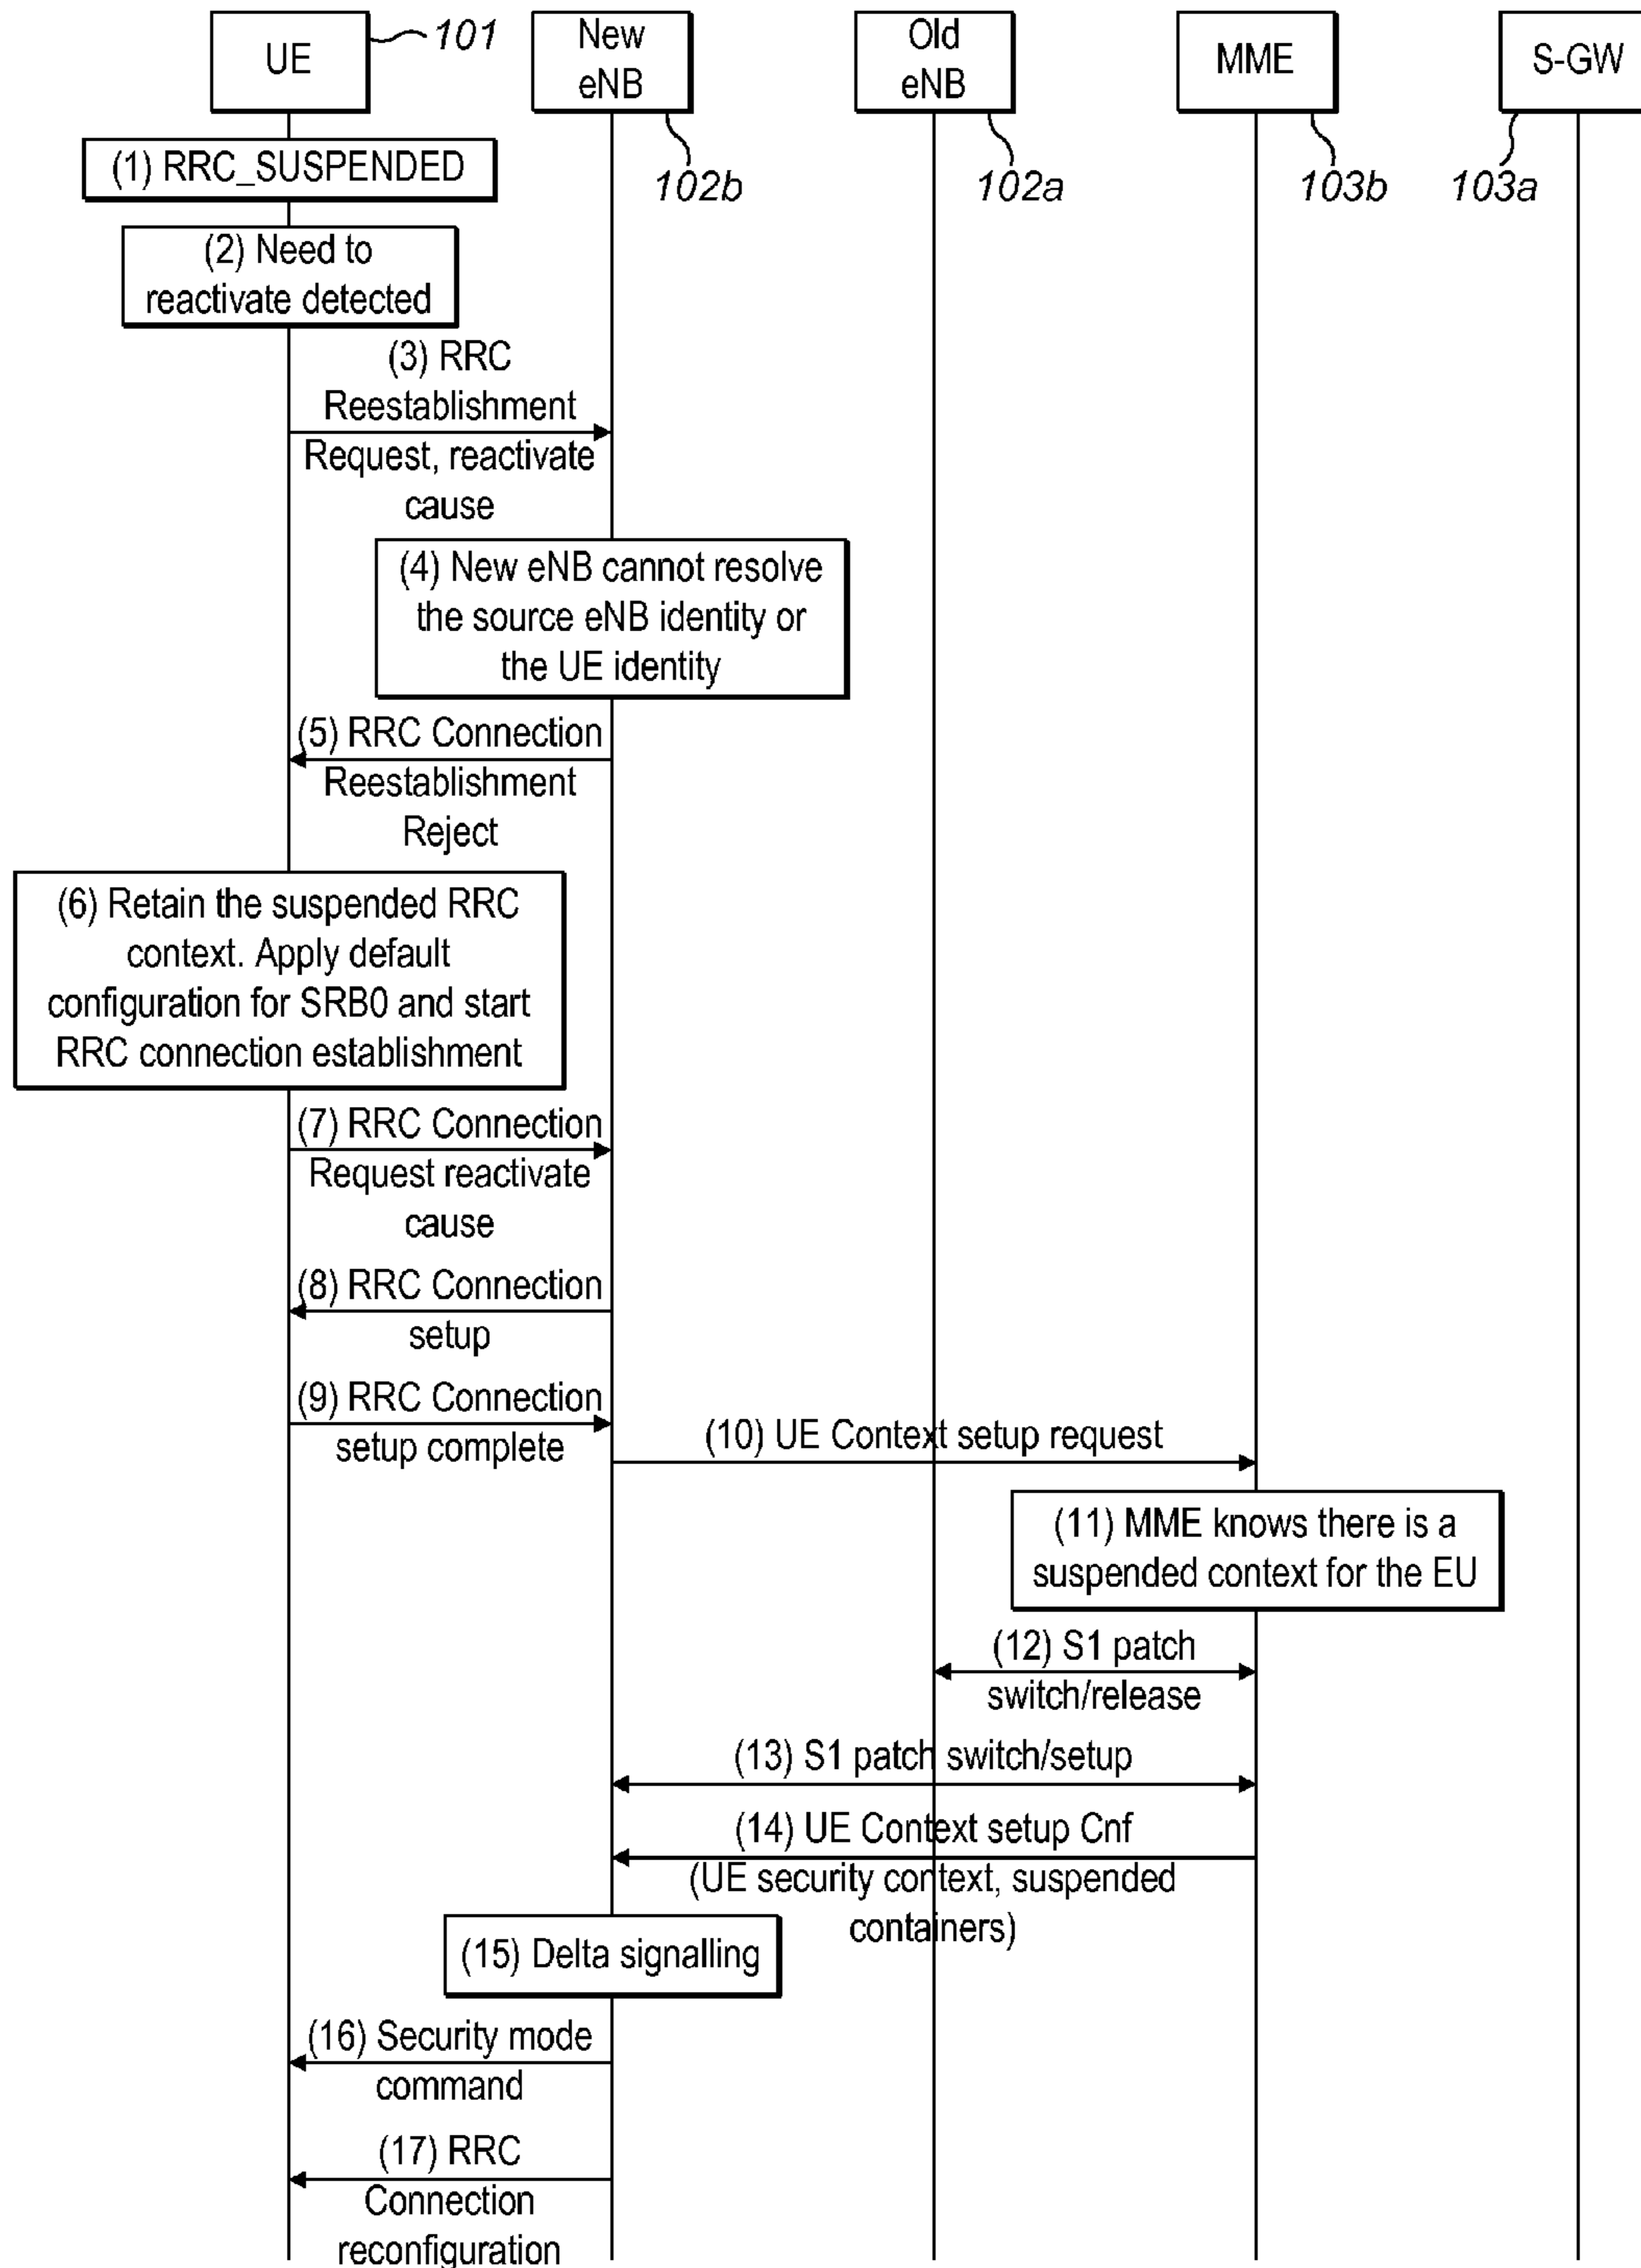 UE
101
New
eNB
Old
eNB
MME
S-GW
102b
102a
103b
103a
(1) RRC_SUSPENDED
(2) Need to
reactivate detected
(3) RRC
Reestablishment
Request, reactivate
cause
(4) New eNB cannot resolve
the source eNB identity or
the UE identity
(5) RRC Connection
Reestablishment
Reject
(6) Retain the suspended RRC
context. Apply default
configuration for SRB0 and start
RRC connection establishment
(7) RRC Connection
Request reactivate
cause
(8) RRC Connection
setup
(9) RRC Connection
setup complete
(10) UE Context setup request
(11) MME knows there is a
suspended context for the EU
(12) S1 patch
switch/release
(13) S1 patch switch/setup
(14) UE Context setup Cnf
(UE security context, suspended
containers)
(15) Delta signalling
(16) Security mode
command
(17) RRC
Connection
reconfiguration